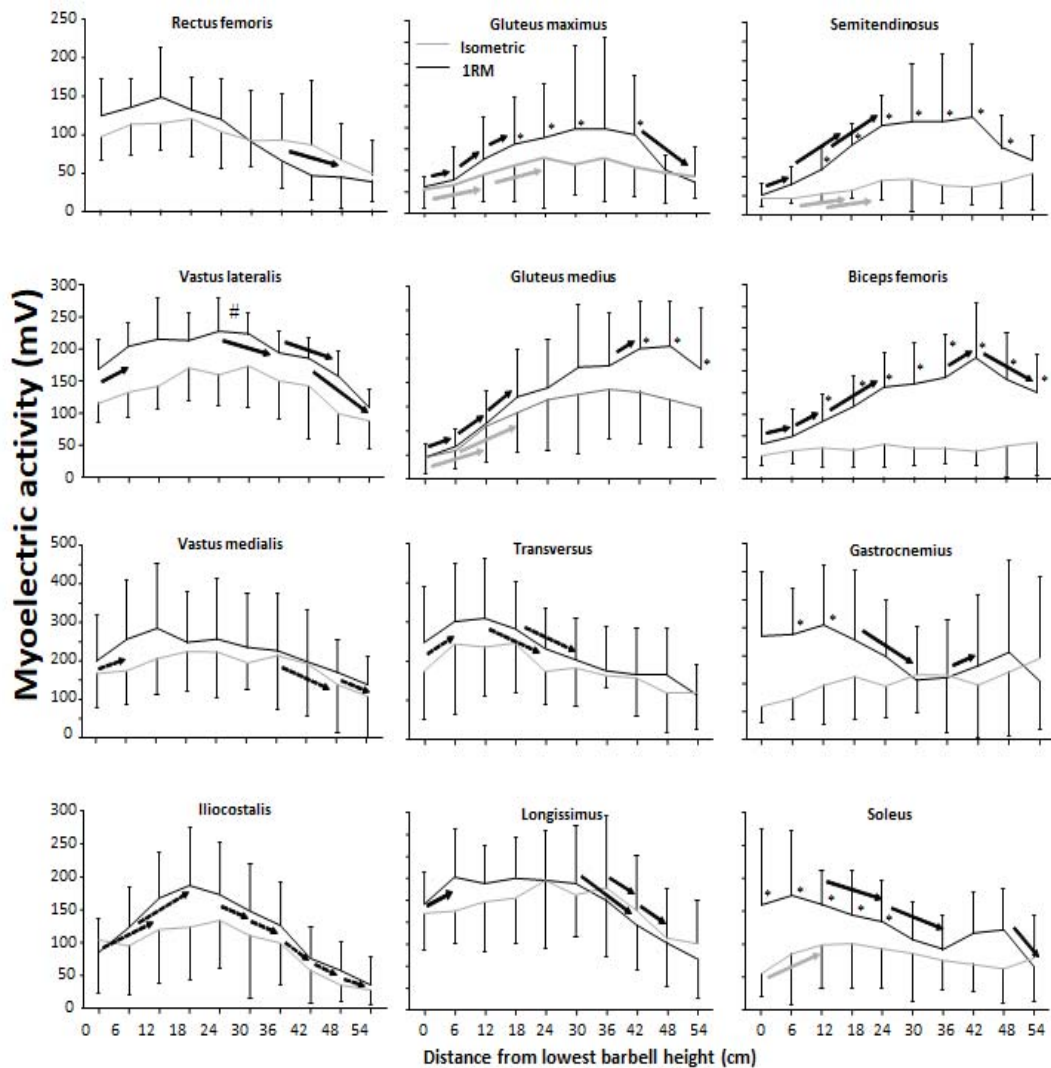 Rectus femoris
Gluteus maximus
Semitendinosus
Isometric
1RM
250
200
150
100
50
0
Vastus lateralis
Gluteus medius
Biceps femoris
#
300
250
200
150
100
50
0
Vastus medialis
Transversus
Gastrocnemius
500
400
300
200
100
0
Iliocostalis
Longissimus
Soleus
300
250
200
150
100
50
0
0 6 12 18 24 30 36 42 48 54
0 6 12 18 24 30 36 42 48 54
0 6 12 18 24 30 36 42 48 54
Myoelectric activity (mV)
Distance from lowest barbell height (cm)